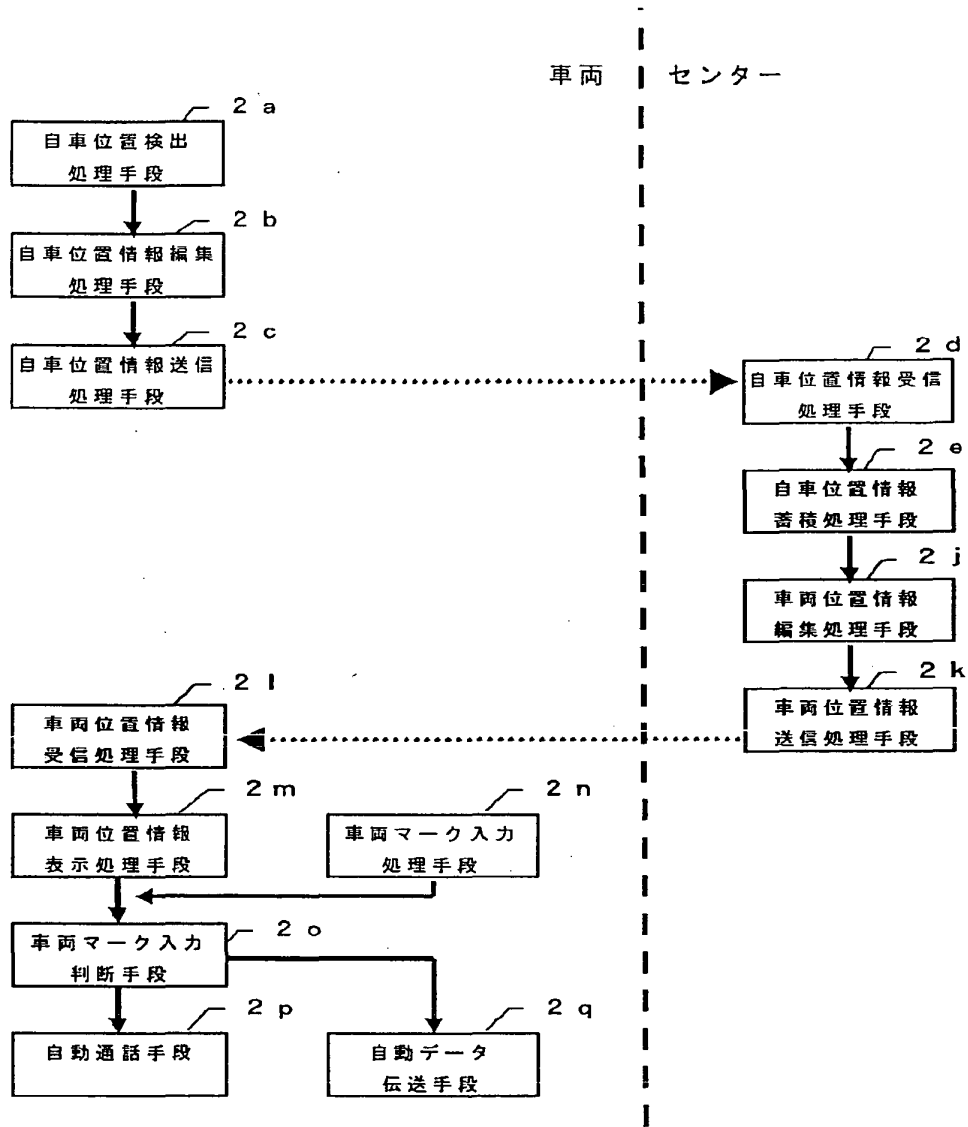 車両
センター
2a
自車位置検出
処理手段
2b
自車位置情報編集
処理手段
2c
自車位置情報送信
処理手段
2d
自車位置情報受信
処理手段
2e
自車位置情報
蓄積処理手段
2j
車両位置情報
編集処理手段
2k
車両位置情報
送信処理手段
2l
車両位置情報
受信処理手段
2m
車両位置情報
表示処理手段
2n
車両マーク入力
処理手段
2o
車両マーク入力
判断手段
2p
自動通話手段
2q
自動データ
伝送手段